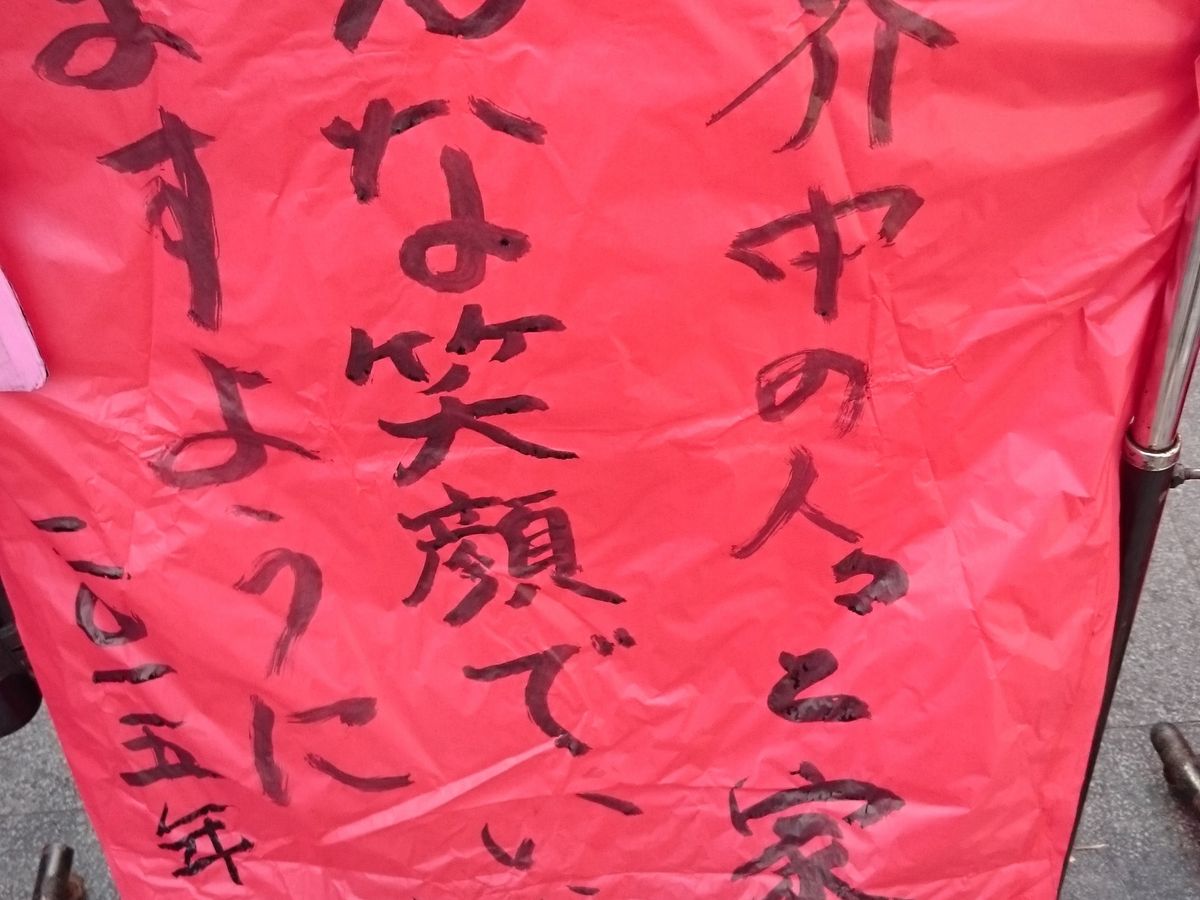 界中の人々と家
んな笑顔でい
ますように
二〇一五年